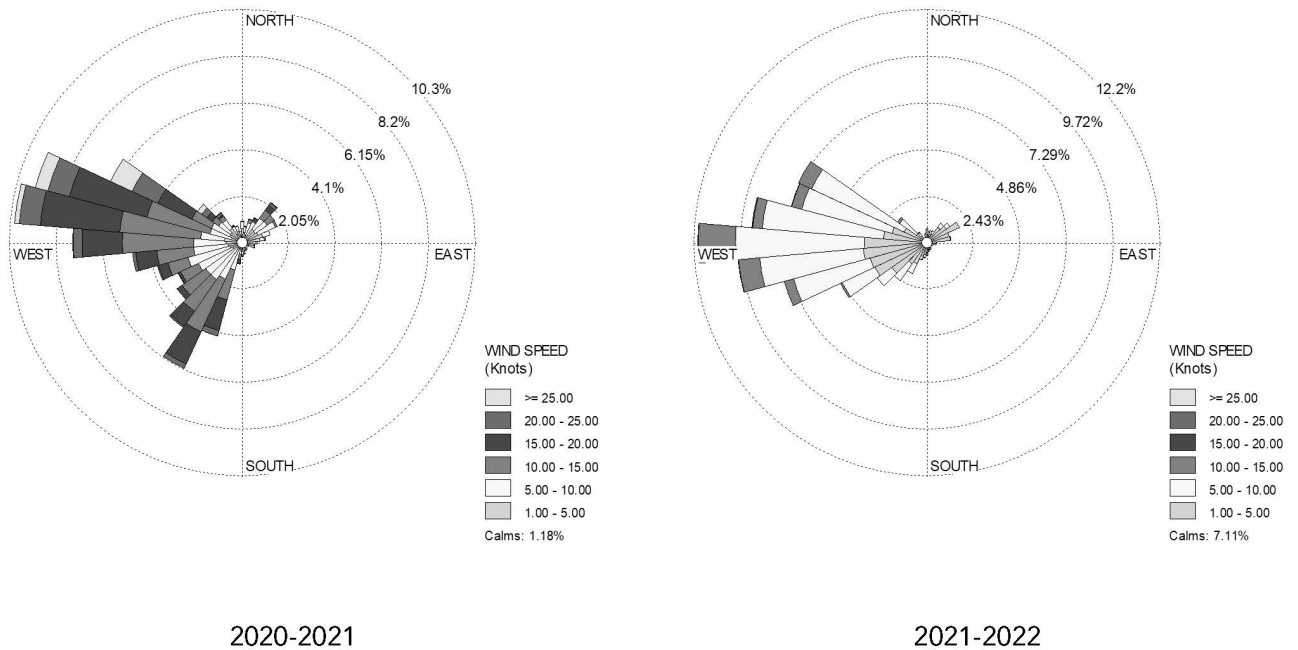 NORTH
10.3%
8.2%
6.15%
4.1%
2.05%
WEST
EAST
SOUTH
WIND SPEED
(Knots)
>= 25.00
20.00 - 25.00
15.00 - 20.00
10.00 - 15.00
5.00 - 10.00
1.00 - 5.00
Calms: 1.18%
2020-2021
NORTH
12.2%
9.72%
7.29%
4.86%
2.43%
WEST
EAST
SOUTH
WIND SPEED
(Knots)
>= 25.00
20.00 - 25.00
15.00 - 20.00
10.00 - 15.00
5.00 - 10.00
1.00 - 5.00
Calms: 7.11%
2021-2022